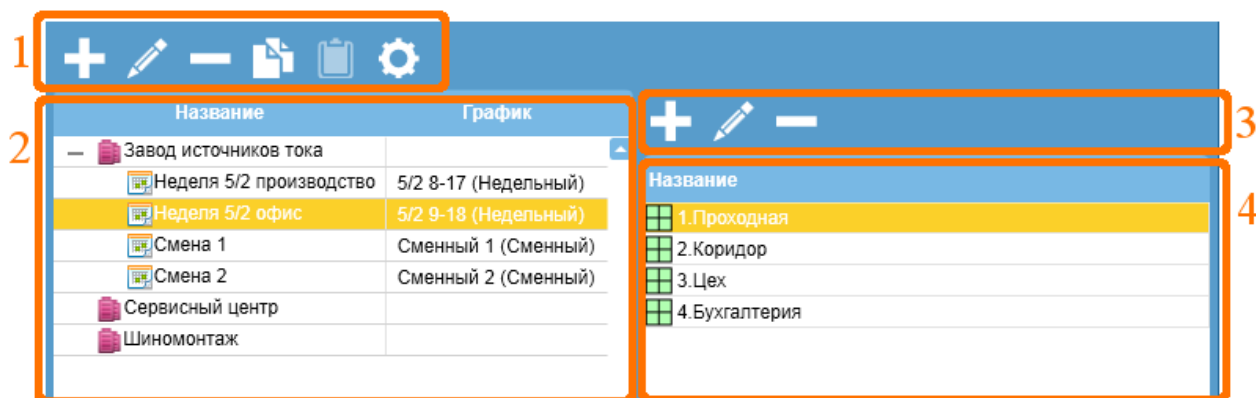 1
2
Название График
Завод источников тока
Неделя 5/2 производство 5/2 8-17 (Недельный)
Неделя 5/2 офис 5/2 9-18 (Недельный)
Смена 1 Сменный 1 (Сменный)
Смена 2 Сменный 2 (Сменный)
Сервисный центр
Шиномонтаж
3
4
Название
1.Проходная
2.Коридор
3.Цех
4.Бухгалтерия